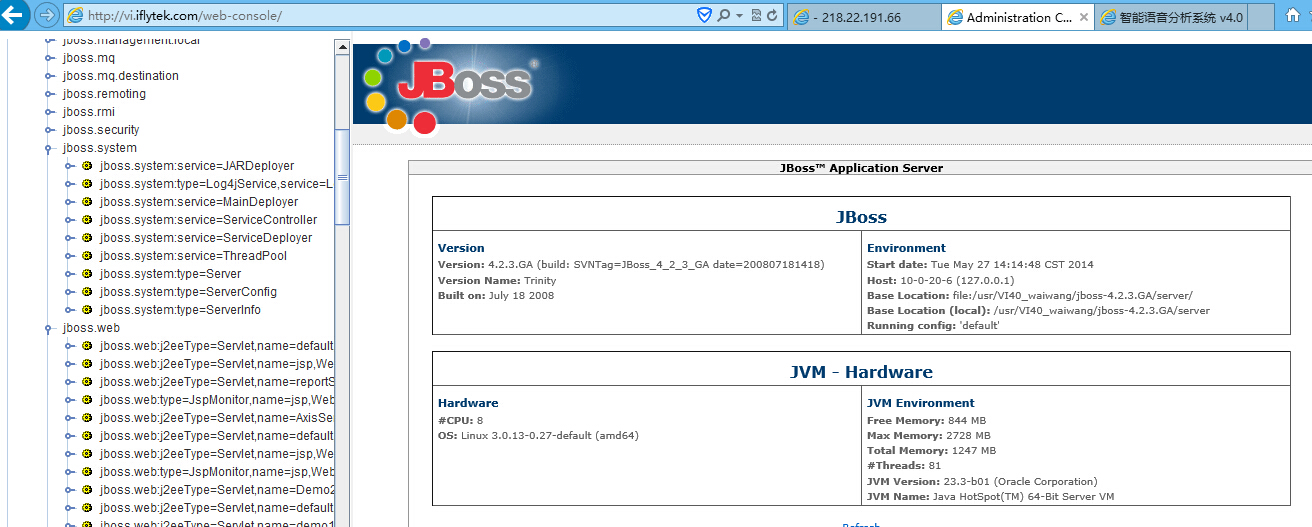 http://vi.iflytek.com/web-console/
- 218.22.191.66
Administration C...
智能语音分析系统 v4.0
jboss.management.local
jboss.mq
jboss.mq.destination
jboss.remoting
jboss.rmi
jboss.security
jboss.system
jboss.system:service=JARDeployer
jboss.system:type=Log4jService,service=L
jboss.system:service=MainDeployer
jboss.system:service=ServiceController
jboss.system:service=ServiceDeployer
jboss.system:service=ThreadPool
jboss.system:type=Server
jboss.system:type=ServerConfig
jboss.system:type=ServerInfo
jboss.web
jboss.web:j2eeType=Servlet,name=default
jboss.web:j2eeType=Servlet,name=jsp,We
jboss.web:j2eeType=Servlet,name=reportS
jboss.web:type=JspMonitor,name=jsp,Web
jboss.web:j2eeType=Servlet,name=AxisSe
jboss.web:j2eeType=Servlet,name=default
jboss.web:j2eeType=Servlet,name=jsp,We
jboss.web:type=JspMonitor,name=jsp,Web
jboss.web:j2eeType=Servlet,name=Demo2
jboss.web:j2eeType=Servlet,name=default
jboss.web:j2eeType=Servlet,name=demo1
JBoss®
JBoss™ Application Server
JBoss
Version
Version: 4.2.3.GA (build: SVNTag=JBoss_4_2_3_GA date=200807181418)
Version Name: Trinity
Built on: July 18 2008
Environment
Start date: Tue May 27 14:14:48 CST 2014
Host: 10-0-20-6 (127.0.0.1)
Base Location: file:/usr/VI40_waiwang/jboss-4.2.3.GA/server/
Base Location (local): /usr/VI40_waiwang/jboss-4.2.3.GA/server
Running config: 'default'
JVM - Hardware
Hardware
#CPU: 8
OS: Linux 3.0.13-0.27-default (amd64)
JVM Environment
Free Memory: 844 MB
Max Memory: 2728 MB
Total Memory: 1247 MB
#Threads: 81
JVM Version: 23.3-b01 (Oracle Corporation)
JVM Name: Java HotSpot(TM) 64-Bit Server VM
Refresh